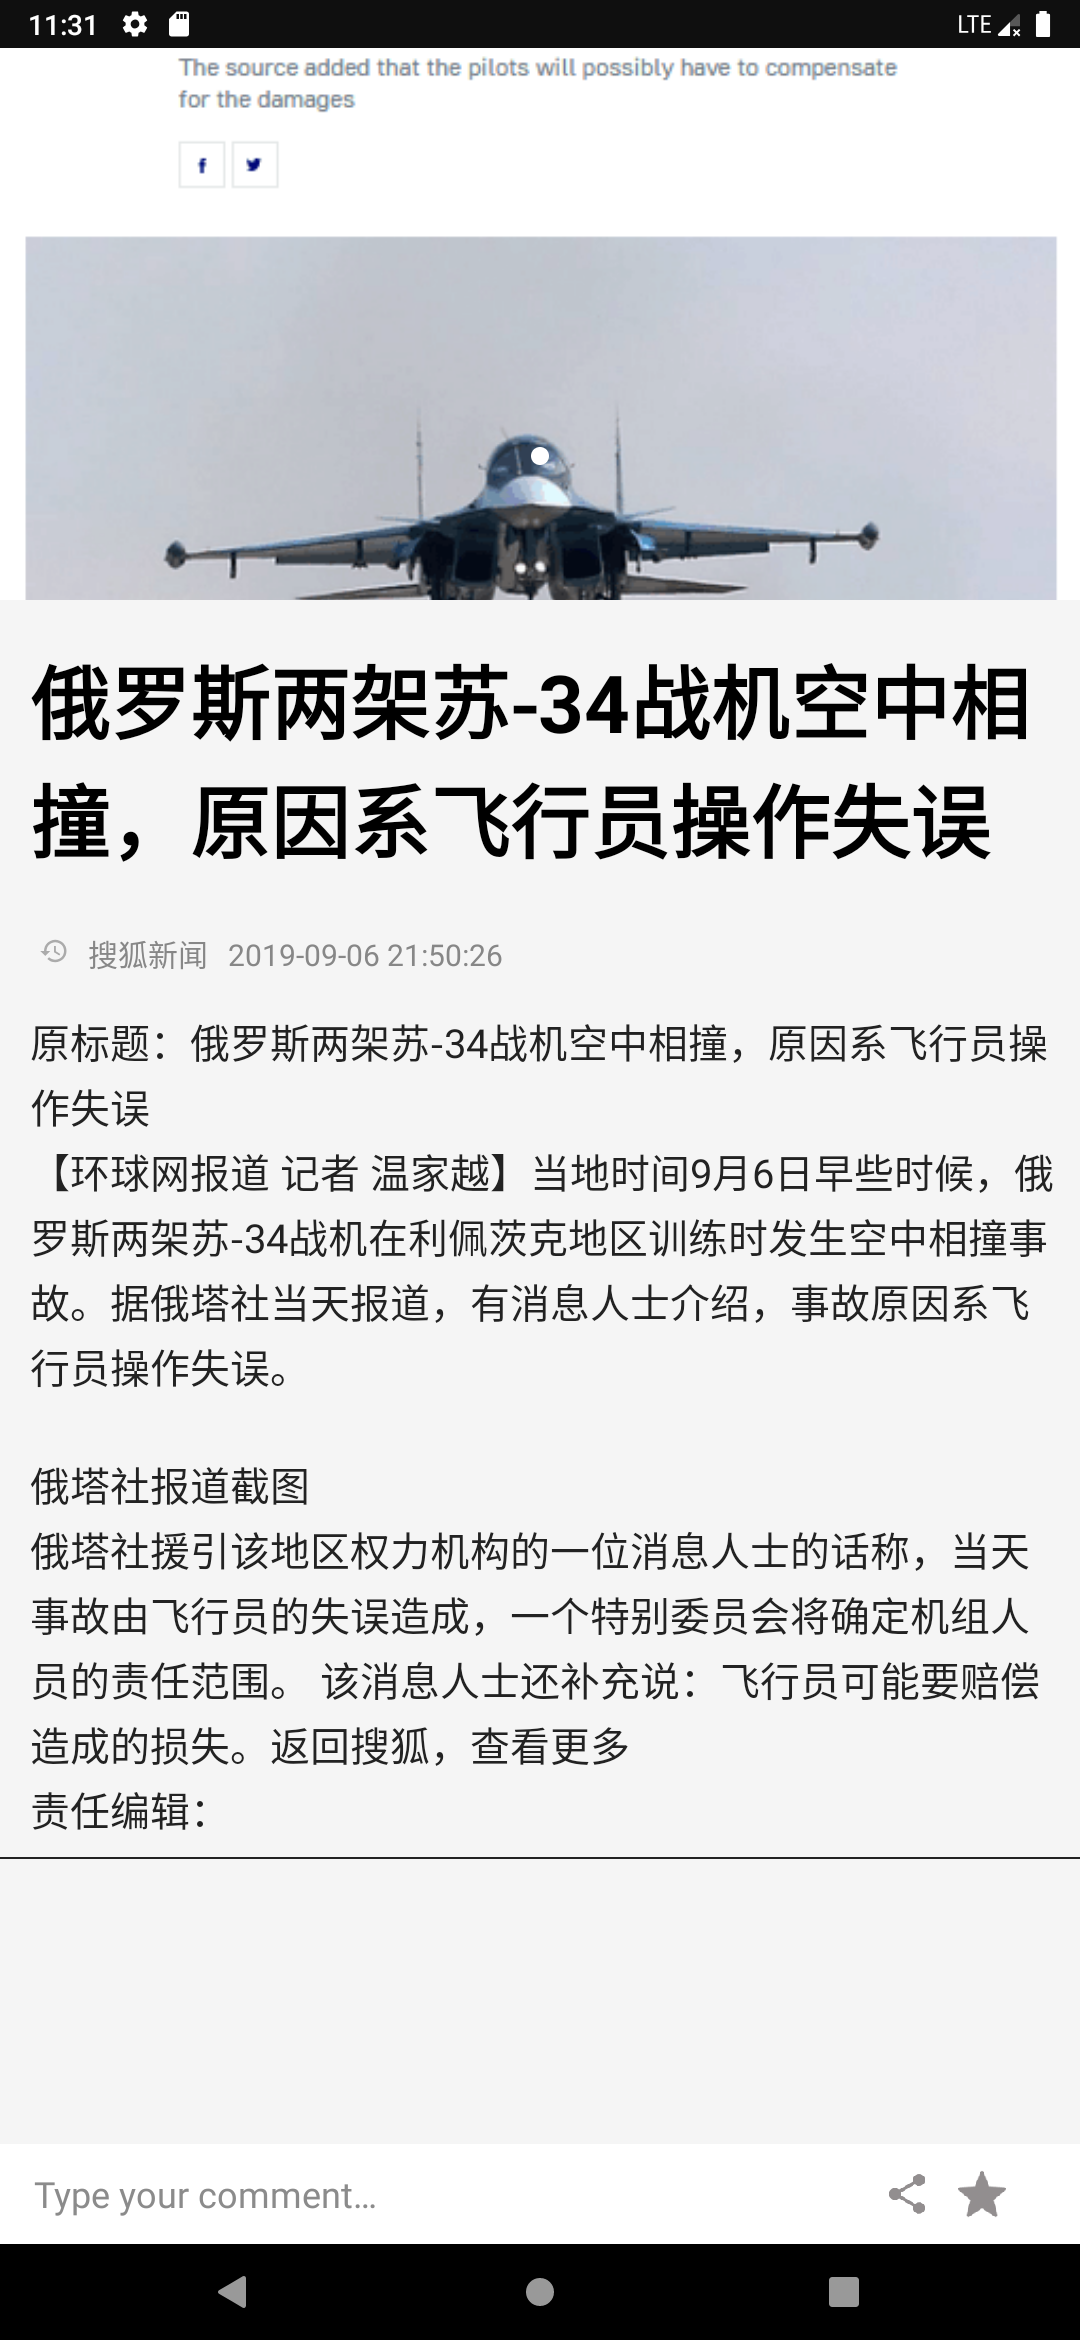 11:31
LTE
The source added that the pilots will possibly have to compensate
for the damages
俄罗斯两架苏-34战机空中相
撞，原因系飞行员操作失误
搜狐新闻 2019-09-06 21:50:26
原标题：俄罗斯两架苏-34战机空中相撞，原因系飞行员操
作失误
【环球网报道 记者 温家越】当地时间9月6日早些时候，俄
罗斯两架苏-34战机在利佩茨克地区训练时发生空中相撞事
故。据俄塔社当天报道，有消息人士介绍，事故原因系飞
行员操作失误。
俄塔社报道截图
俄塔社援引该地区权力机构的一位消息人士的话称，当天
事故由飞行员的失误造成，一个特别委员会将确定机组人
员的责任范围。 该消息人士还补充说：飞行员可能要赔偿
造成的损失。返回搜狐，查看更多
责任编辑：
Type your comment...